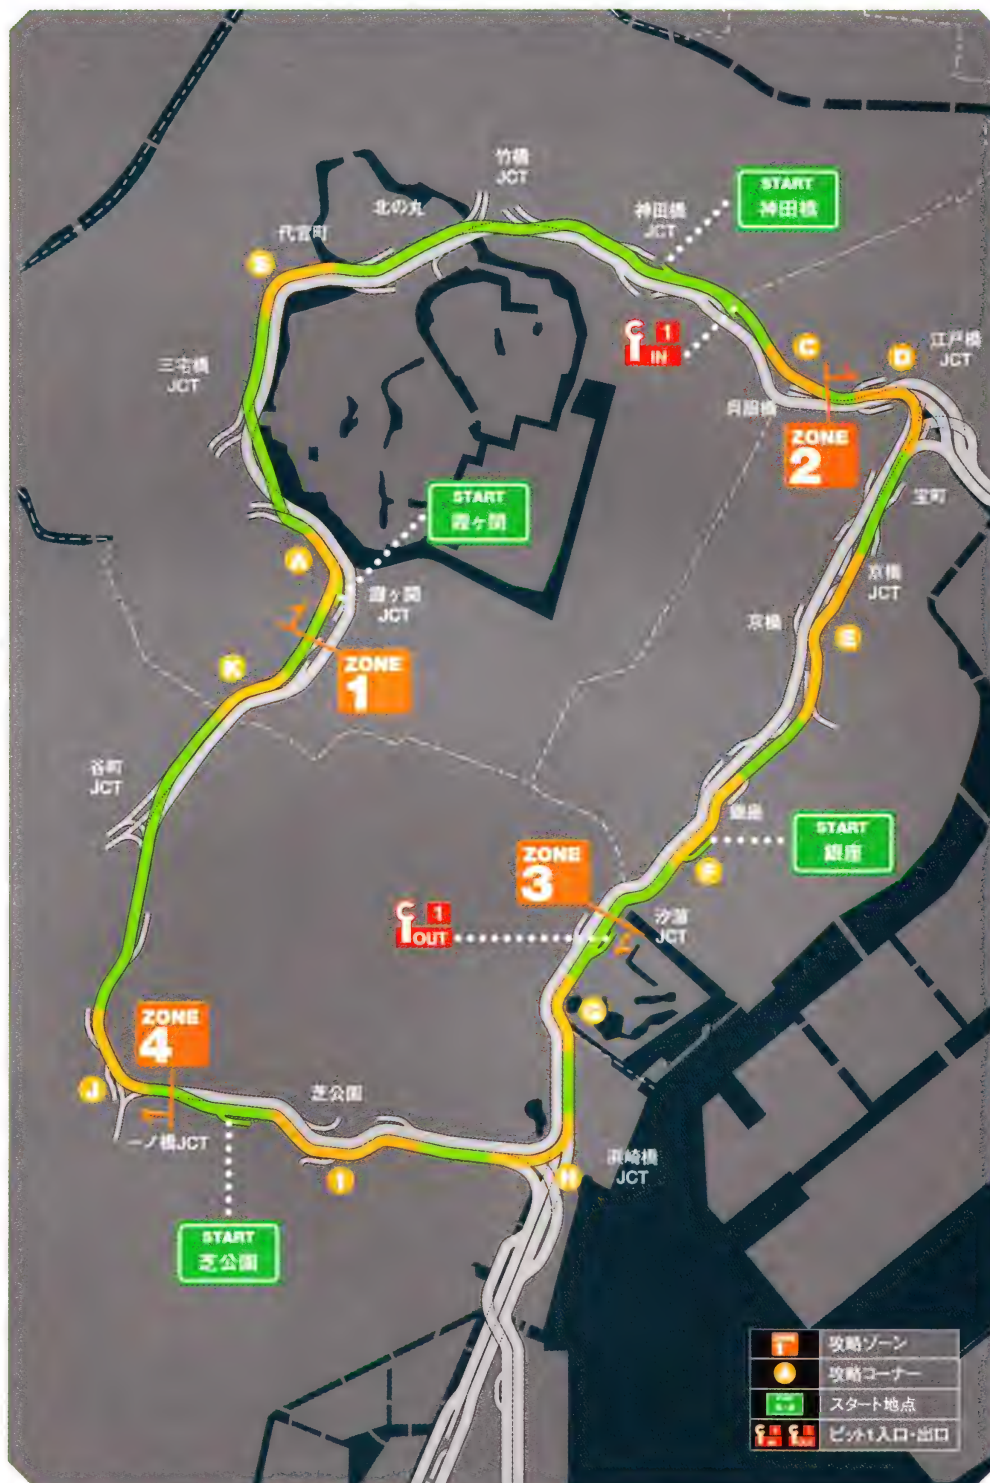 竹橋
JCT
START
神田橋
神田橋
JCT
北の丸
代官町
B
1
IN
C
D
江戸橋
JCT
三宅橋
JCT
呉服橋
ZONE
2
START
霞ヶ関
宝町
A
霞ヶ関
JCT
京橋
JCT
京橋
E
K
ZONE
1
谷町
JCT
銀座
START
銀座
ZONE
3
F
1
OUT
汐留
JCT
G
ZONE
4
J
芝公園
一ノ橋JCT
I
H
浜崎橋
JCT
START
芝公園
攻略ゾーン
A
攻略コーナー
スタート地点
1
IN
1
OUT
ピット1入口・出口